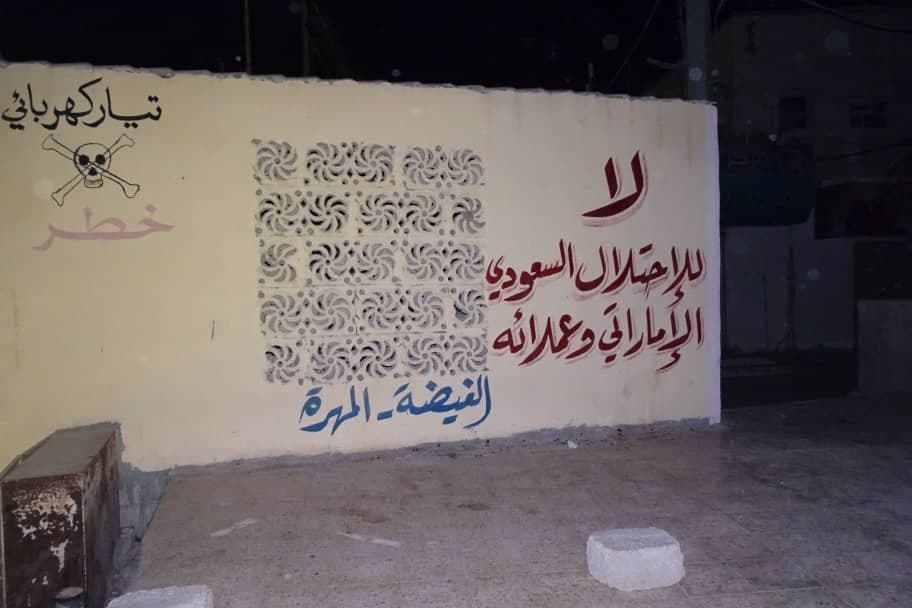 تيار كهربائي
خطر
لا
للإحتلال السعودي
الإماراتي وعملائه
الغيضة - المهرة